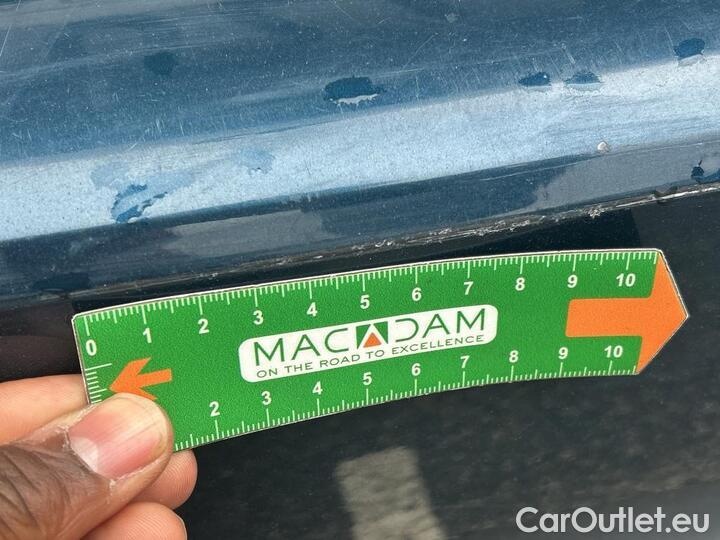 0 1 2 3 4 5 6 7 8 9 10
MACADAM
ON THE ROAD TO EXCELLENCE
2 3 4 5 6 7 8 9 10
CarOutlet.eu